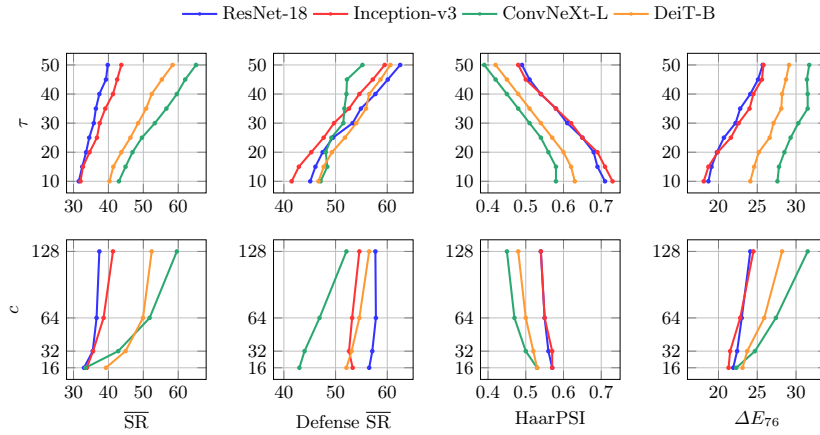 ResNet-18 Inception-v3 ConvNeXt-L DeiT-B
50 50 50 50
40 40 40 40
τ 30 30 30 30
20 20 20 20
10 10 10 10
30 40 50 60 40 50 60 0.4 0.5 0.6 0.7 20 25 30
128 128 128 128
c 64 64 64 64
32 32 32 32
16 16 16 16
30 40 50 60 40 50 60 0.4 0.5 0.6 0.7 20 25 30
S̅R̅ Defense S̅R̅ HaarPSI ΔE₇₆